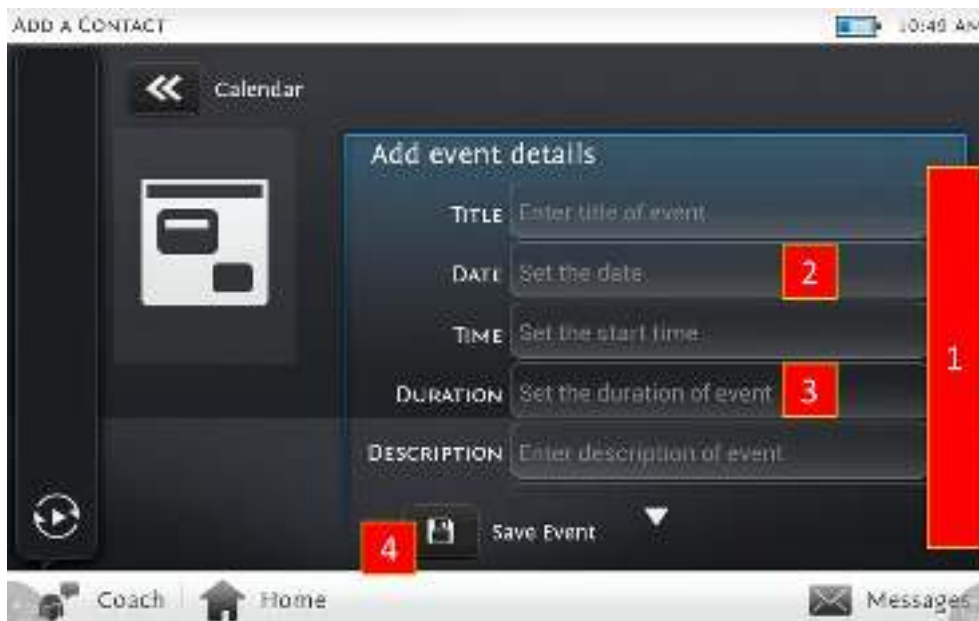 ADD A CONTACT 10:49 AM
Calendar
Add event details
TITLE Enter title of event
DATE Set the date 2
TIME Set the start time
1
DURATION Set the duration of event 3
DESCRIPTION Enter description of event
4 Save Event
Coach Home Messages